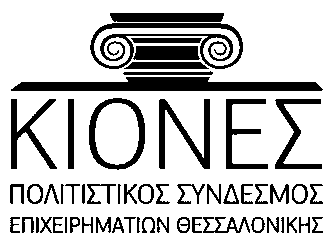 ΚΙΟΝΕΣ
ΠΟΛΙΤΙΣΤΙΚΟΣ ΣΥΝΔΕΣΜΟΣ
ΕΠΙΧΕΙΡΗΜΑΤΙΩΝ ΘΕΣΣΑΛΟΝΙΚΗΣ